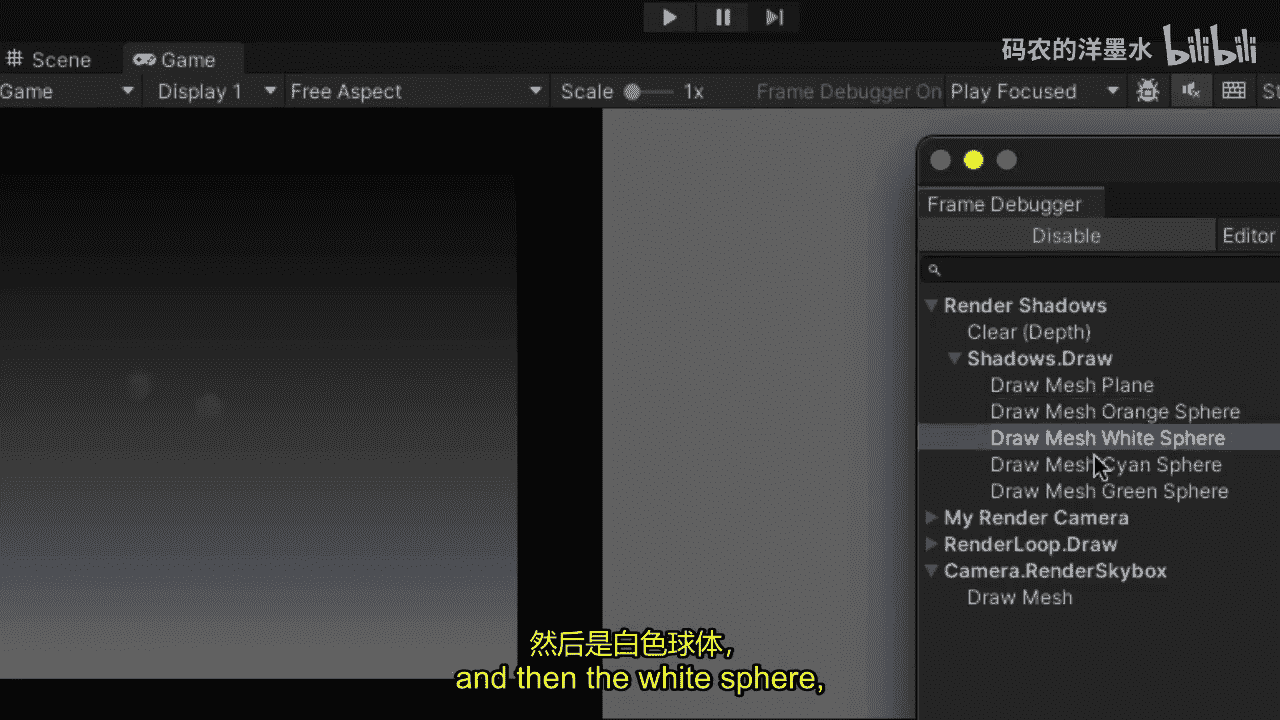 Scene
Game
码农的洋墨水 bilibili
Game
Display 1
Free Aspect
Scale 1x
Frame Debugger On
Play Focused
St
Frame Debugger
Disable
Editor
Render Shadows
Clear (Depth)
Shadows.Draw
Draw Mesh Plane
Draw Mesh Orange Sphere
Draw Mesh White Sphere
Draw Mesh Cyan Sphere
Draw Mesh Green Sphere
My Render Camera
RenderLoop.Draw
Camera.RenderSkybox
Draw Mesh
然后是白色球体，
and then the white sphere,